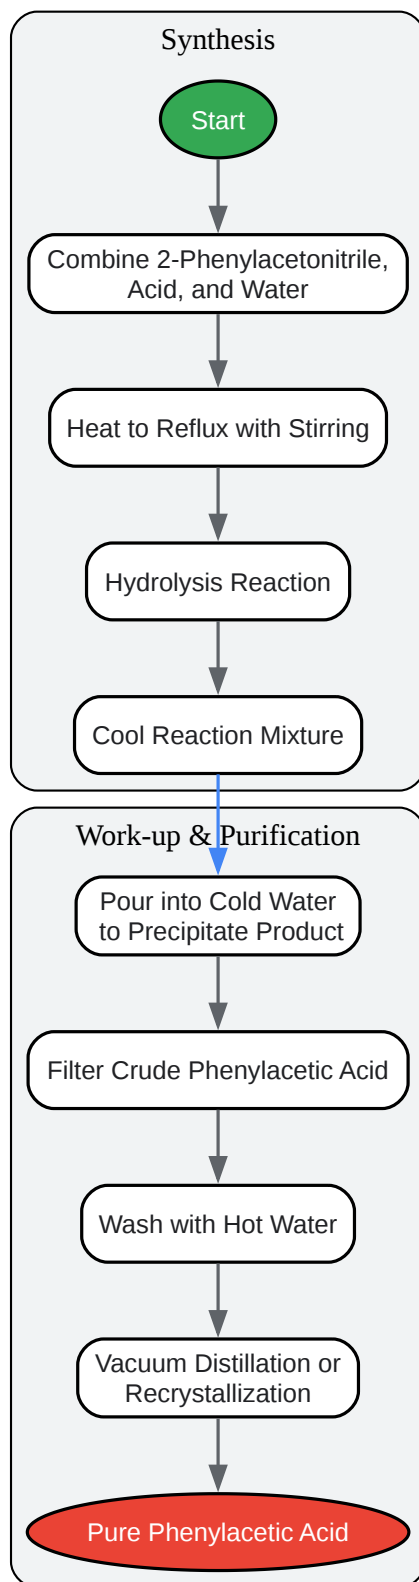 Synthesis
Start
Combine 2-Phenylacetonitrile,
Acid, and Water
Heat to Reflux with Stirring
Hydrolysis Reaction
Cool Reaction Mixture
Work-up & Purification
Pour into Cold Water
to Precipitate Product
Filter Crude Phenylacetic Acid
Wash with Hot Water
Vacuum Distillation or
Recrystallization
Pure Phenylacetic Acid